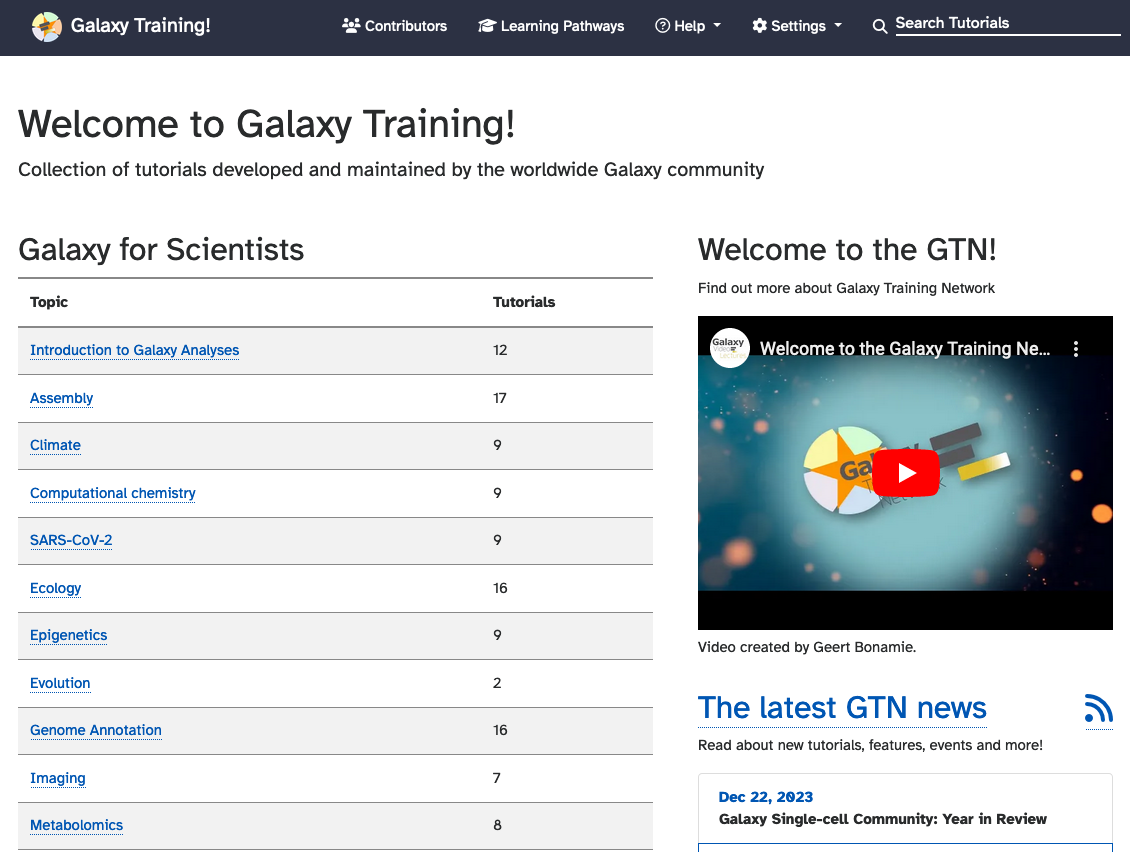 Galaxy Training!
Contributors
Learning Pathways
Help
Settings
Search Tutorials
Welcome to Galaxy Training!
Collection of tutorials developed and maintained by the worldwide Galaxy community
Galaxy for Scientists
Topic Tutorials
Introduction to Galaxy Analyses 12
Assembly 17
Climate 9
Computational chemistry 9
SARS-CoV-2 9
Ecology 16
Epigenetics 9
Evolution 2
Genome Annotation 16
Imaging 7
Metabolomics 8
Welcome to the GTN!
Find out more about Galaxy Training Network
Galaxy
Video
Lectures
Welcome to the Galaxy Training Ne...
Video created by Geert Bonamie.
The latest GTN news
Read about new tutorials, features, events and more!
Dec 22, 2023
Galaxy Single-cell Community: Year in Review